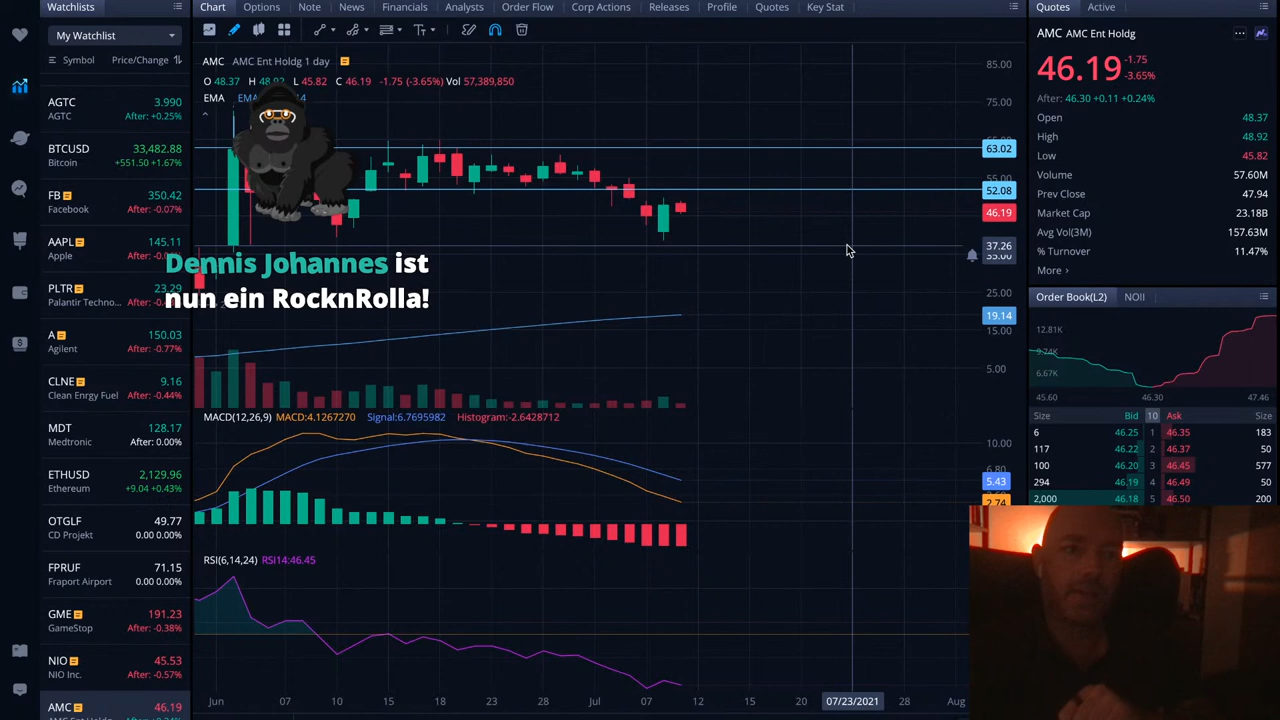 Watchlists
Chart Options Note News Financials Analysts Order Flow Corp Actions Releases Profile Quotes Key Stat
Quotes Active
My Watchlist
Symbol Price/Change
AGTC 3.990
AGTC After: +0.25%
BTCUSD 33,482.88
Bitcoin +551.50 +1.67%
FB 350.42
Facebook After: -0.07%
AAPL 145.11
Apple
PLTR 23.29
Palantir Techno...
A 150.03
Agilent After: -0.77%
CLNE 9.16
Clean Enrgy Fuel After: -0.44%
MDT 128.17
Medtronic After: 0.00%
ETHUSD 2,129.96
Ethereum +9.04 +0.43%
OTGLF 49.77
CD Projekt 0.00 0.00%
FPRUF 71.15
Fraport Airport 0.00 0.00%
GME 191.23
GameStop After: -0.38%
NIO 45.53
NIO Inc. After: -0.57%
AMC 46.19
AMC AMC Ent Holdg 1 day
O 48.37 H 48.92 L 45.82 C 46.19 -1.75 (-3.65%) Vol 57,389,850
EMA
Dennis Johannes ist
nun ein RocknRolla!
85.00
75.00
63.02
55.00
52.08
46.19
37.26
35.00
25.00
19.14
15.00
5.00
MACD(12,26,9) MACD:4.1267270 Signal:6.7695982 Histogram:-2.6428712
10.00
6.80
5.43
2.74
RSI(6,14,24) RSI14:46.45
Jun 07 10 15 18 23 28 Jul 07 12 15 20 07/23/2021 28 Aug
AMC AMC Ent Holdg
46.19 -1.75
-3.65%
After: 46.30 +0.11 +0.24%
Open 48.37
High 48.92
Low 45.82
Volume 57.60M
Prev Close 47.94
Market Cap 23.18B
Avg Vol(3M) 157.63M
% Turnover 11.47%
More
Order Book(L2) NOII
12.81K
9.74K
6.67K
45.60 46.30 47.46
Size Bid 10 Ask Size
6 46.25 1 46.35 183
117 46.22 2 46.37 50
100 46.20 3 46.45 577
294 46.19 4 46.49 50
2,000 46.18 5 46.50 200